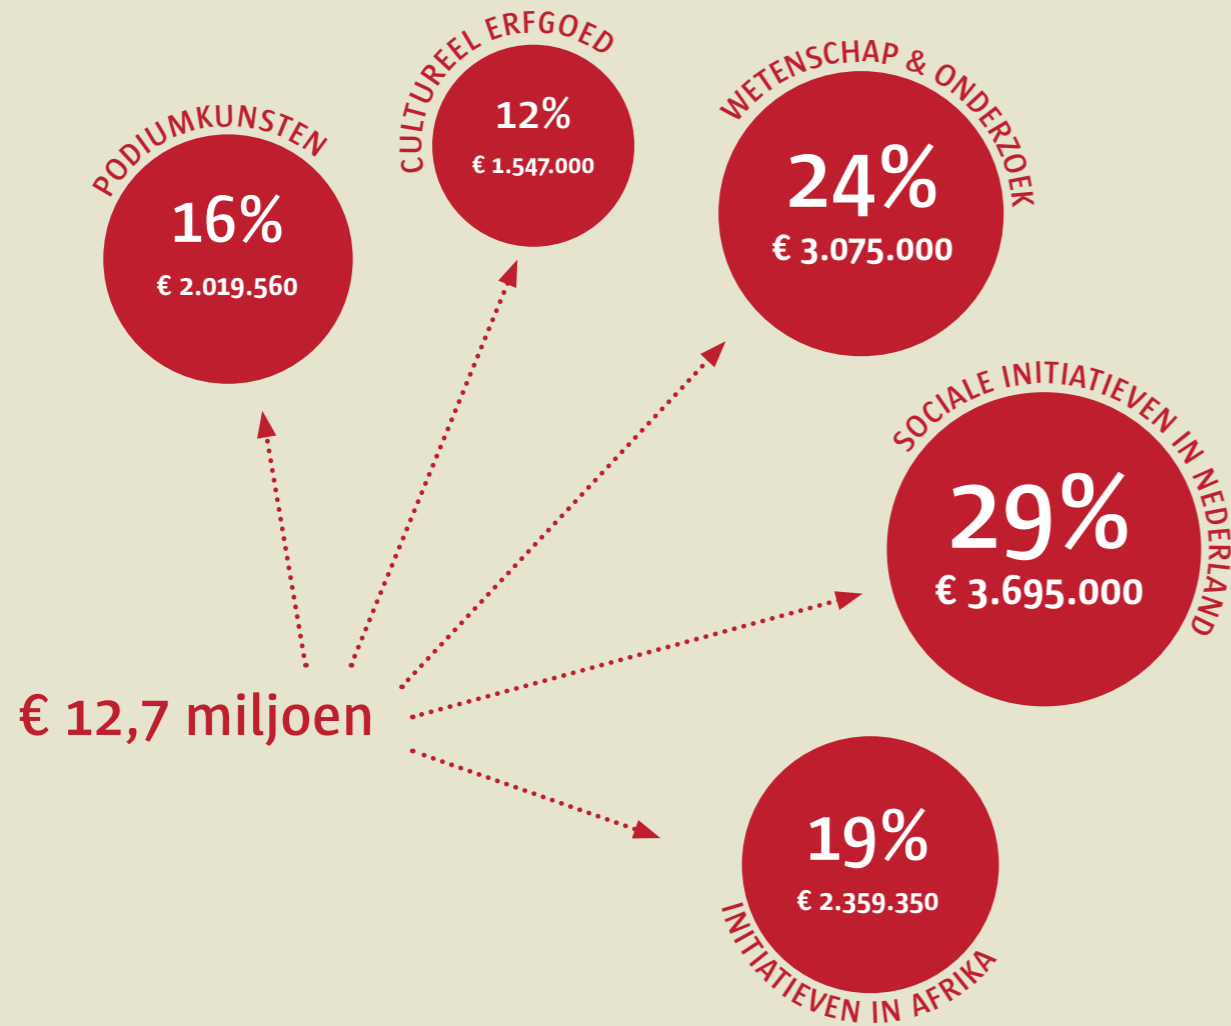 PODIUMKUNSTEN
16%
€ 2.019.560
CULTUREEL ERFGOED
12%
€ 1.547.000
WETENSCHAP & ONDERZOEK
24%
€ 3.075.000
SOCIALE INITIATIEVEN IN NEDERLAND
29%
€ 3.695.000
€ 12,7 miljoen
19%
€ 2.359.350
INITIATIEVEN IN AFRIKA